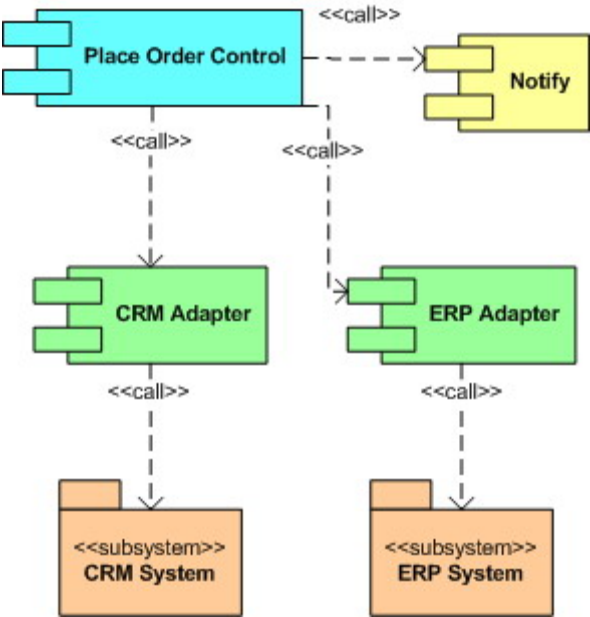 <<call>>
Place Order Control
Notify
<<call>>
<<call>>
CRM Adapter
ERP Adapter
<<call>>
<<call>>
<<subsystem>>
CRM System
<<subsystem>>
ERP System